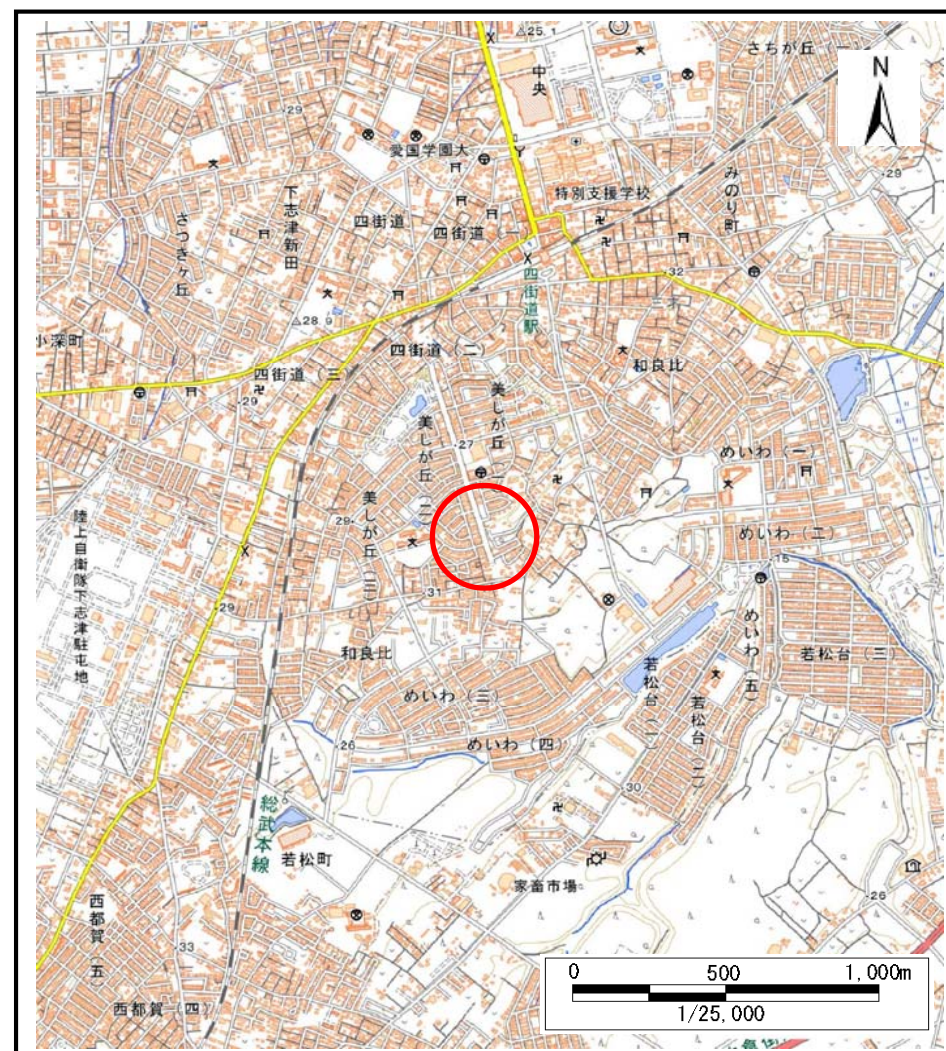 △25.1
さちが丘(一)
N
中央
29
愛国学園大
特別支援学校
みのり町
29
下志津新田
四街道
四街道(一)
さつきヶ丘
四街道駅
32
△28.9
小深町
四街道(二)
和良比
四街道(三)
29
美しが丘(一)
美しが丘(二)
27
めいわ(一)
29
美しが丘(三)
めいわ(二)
15
陸上自衛隊下志津駐屯地
31
29
めいわ(五)
若松台(三)
和良比
若松台(一)
めいわ(三)
若松台(二)
めいわ(四)
26
30
総武本線
若松町
家畜市場
26
西都賀(五)
33
西都賀(四)
0 500 1,000m
1/25,000